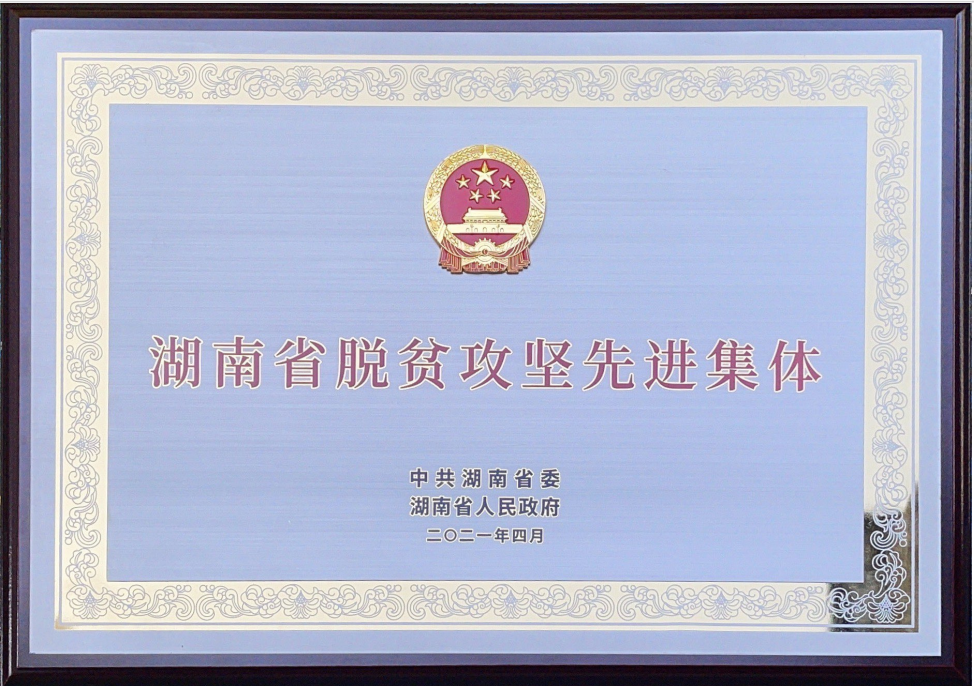 湖南省脱贫攻坚先进集体
中共湖南省委
湖南省人民政府
二〇二一年四月